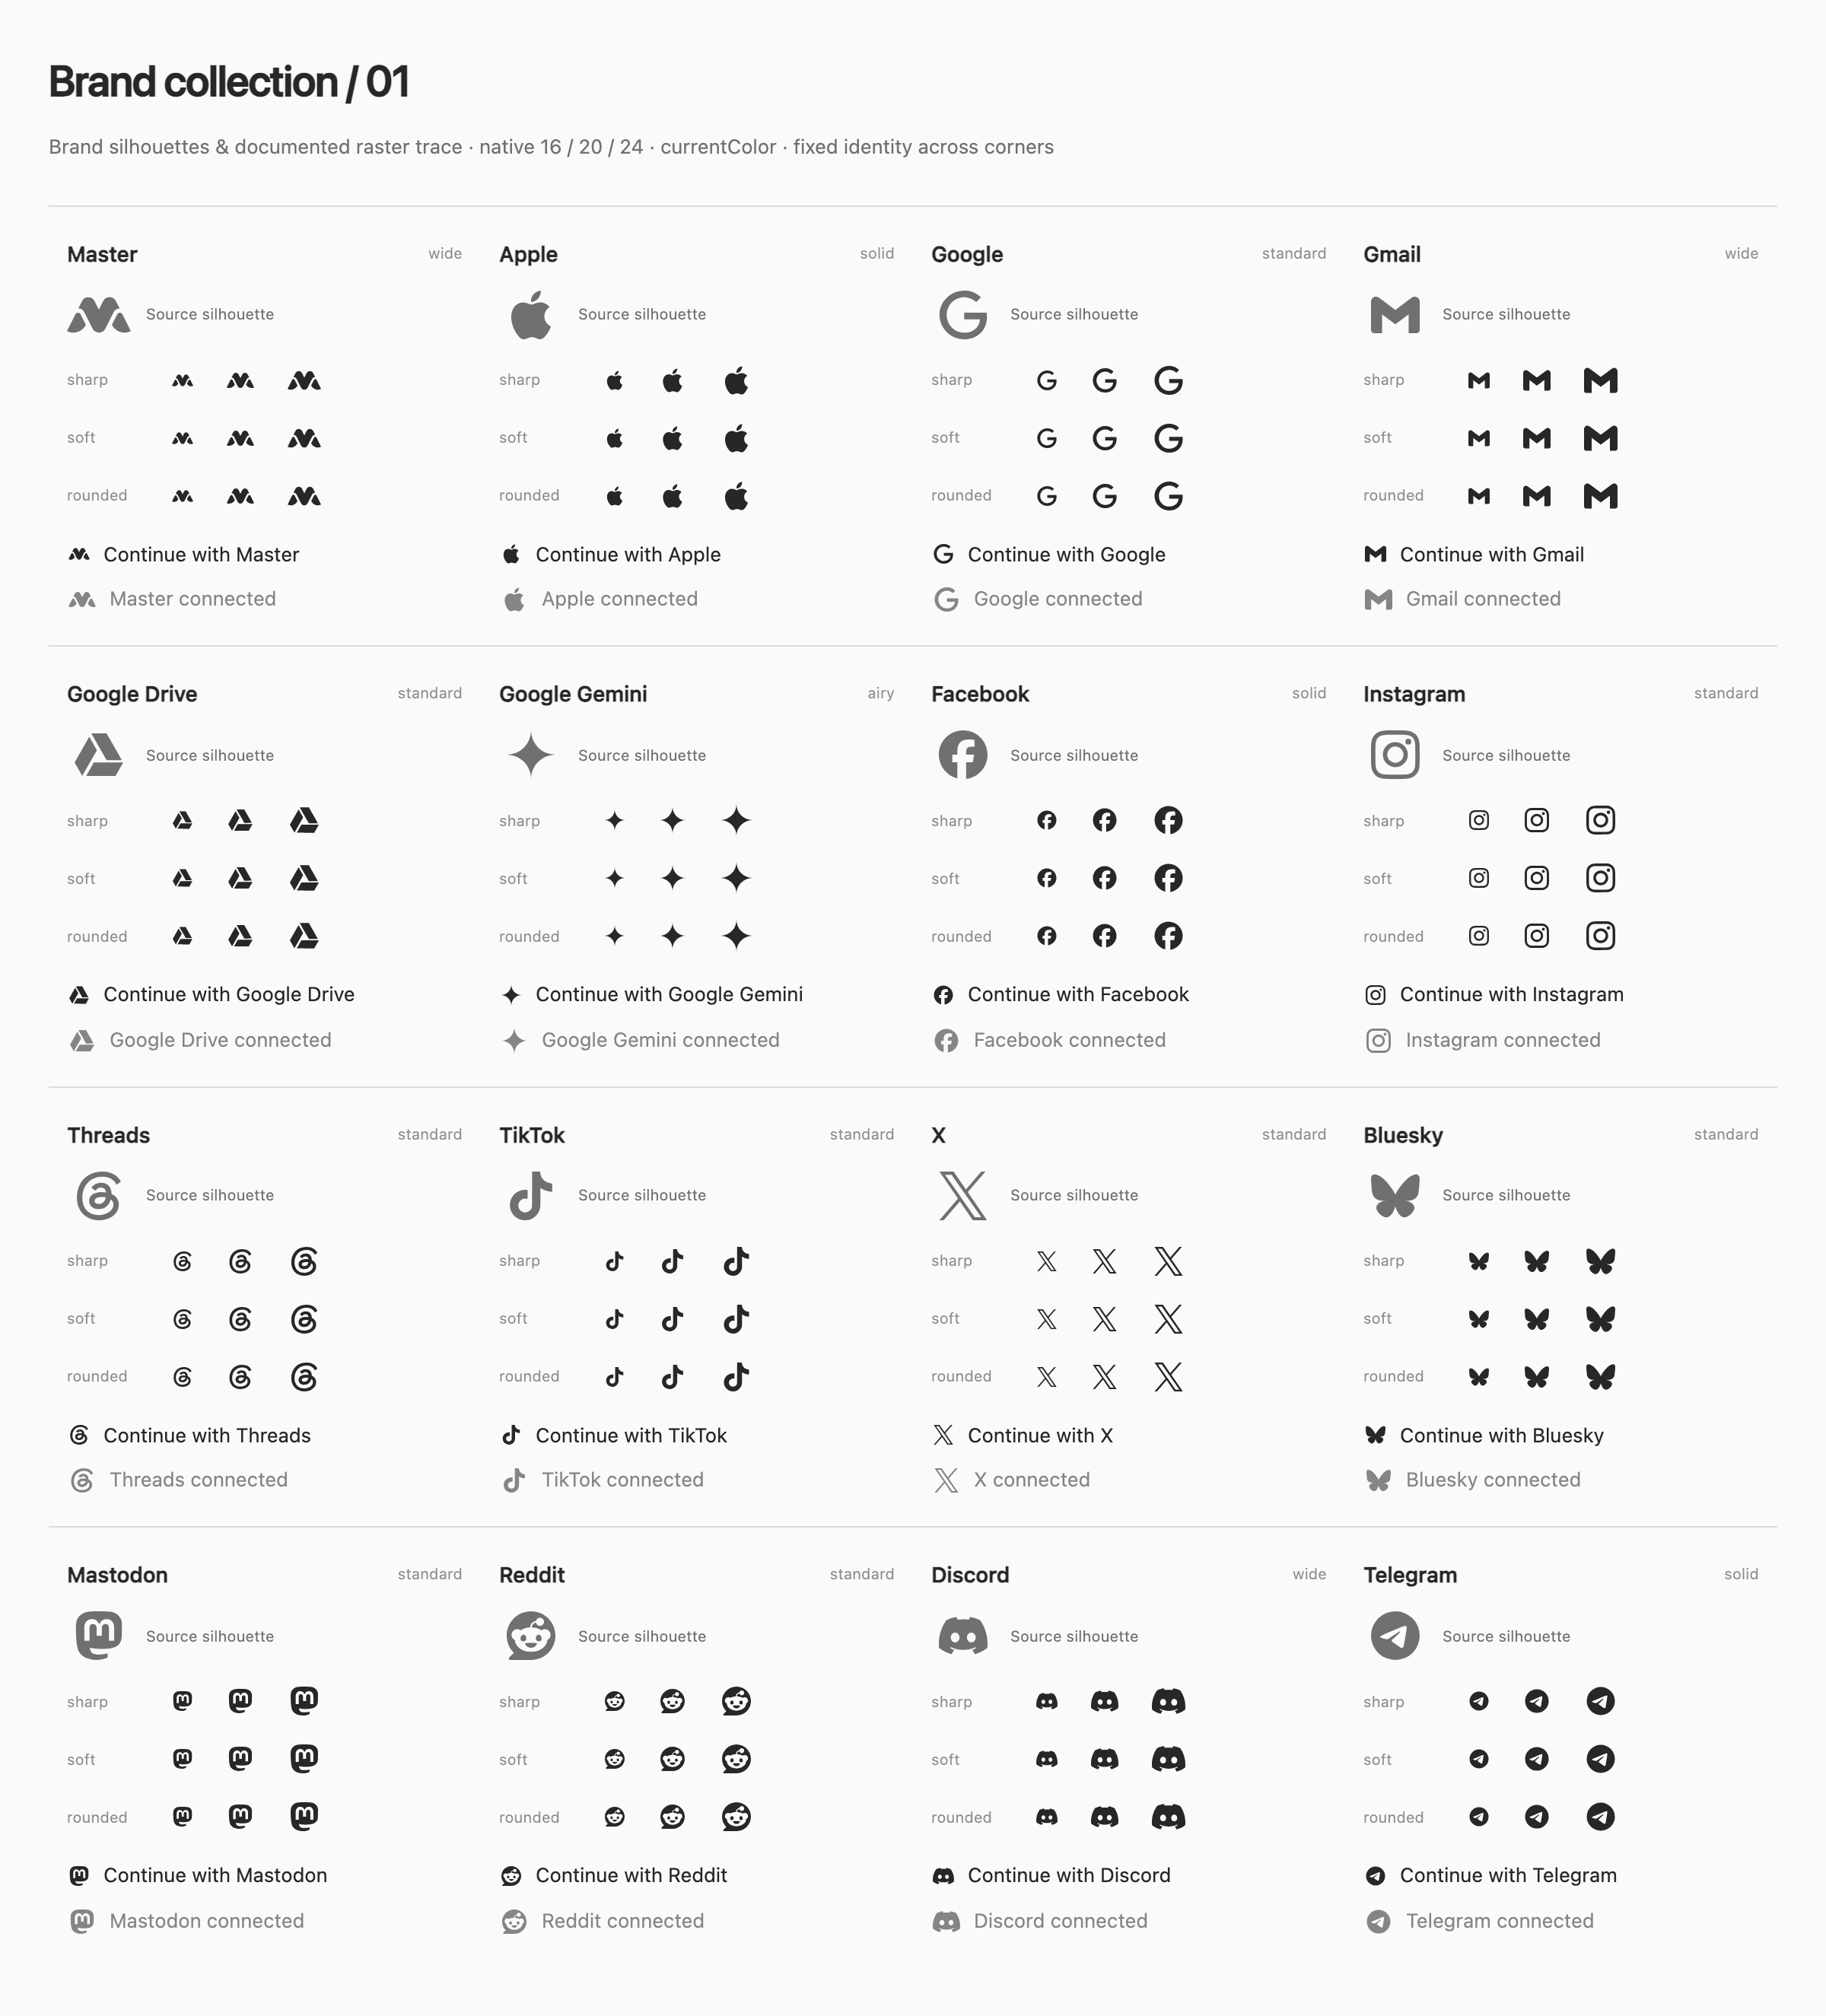 Brand collection / 01
Brand silhouettes & documented raster trace · native 16 / 20 / 24 · currentColor · fixed identity across corners
Master wide
Source silhouette
sharp
soft
rounded
Continue with Master
Master connected
Apple solid
Source silhouette
sharp
soft
rounded
Continue with Apple
Apple connected
Google standard
Source silhouette
sharp
soft
rounded
Continue with Google
Google connected
Gmail wide
Source silhouette
sharp
soft
rounded
Continue with Gmail
Gmail connected
Google Drive standard
Source silhouette
sharp
soft
rounded
Continue with Google Drive
Google Drive connected
Google Gemini airy
Source silhouette
sharp
soft
rounded
Continue with Google Gemini
Google Gemini connected
Facebook solid
Source silhouette
sharp
soft
rounded
Continue with Facebook
Facebook connected
Instagram standard
Source silhouette
sharp
soft
rounded
Continue with Instagram
Instagram connected
Threads standard
Source silhouette
sharp
soft
rounded
Continue with Threads
Threads connected
TikTok standard
Source silhouette
sharp
soft
rounded
Continue with TikTok
TikTok connected
X standard
Source silhouette
sharp
soft
rounded
Continue with X
X connected
Bluesky standard
Source silhouette
sharp
soft
rounded
Continue with Bluesky
Bluesky connected
Mastodon standard
Source silhouette
sharp
soft
rounded
Continue with Mastodon
Mastodon connected
Reddit standard
Source silhouette
sharp
soft
rounded
Continue with Reddit
Reddit connected
Discord wide
Source silhouette
sharp
soft
rounded
Continue with Discord
Discord connected
Telegram solid
Source silhouette
sharp
soft
rounded
Continue with Telegram
Telegram connected